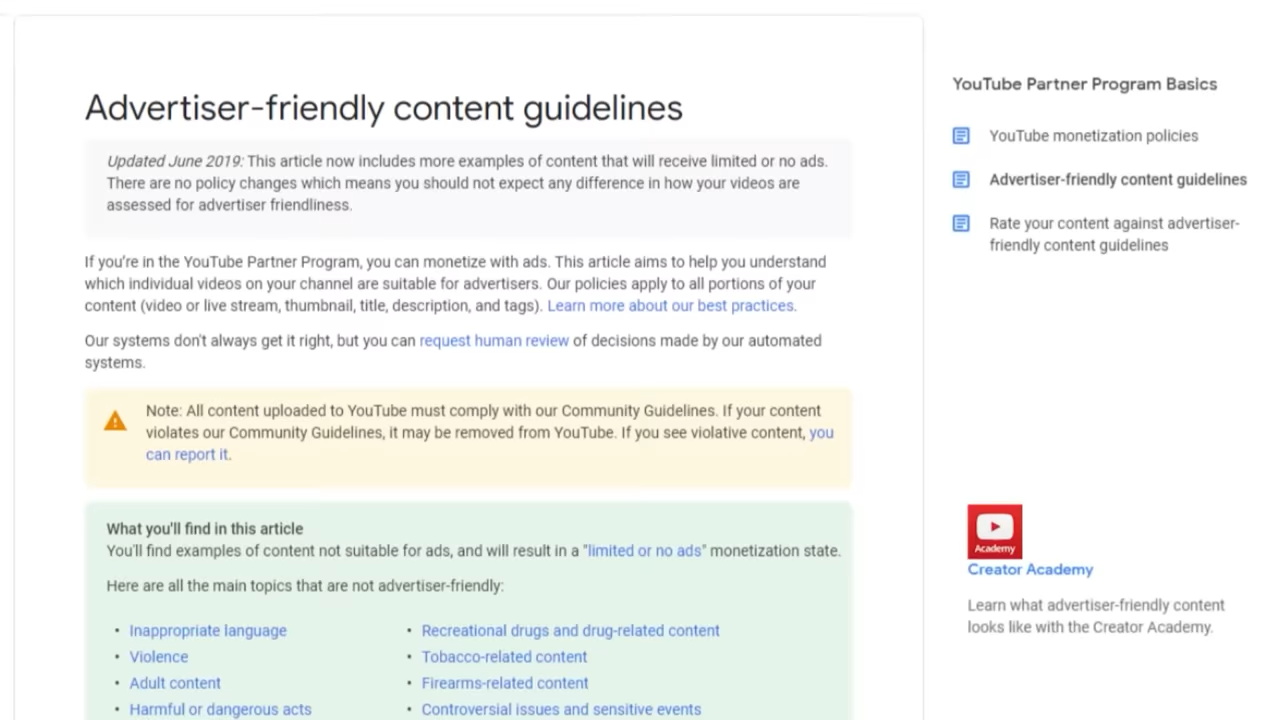 Advertiser-friendly content guidelines
Updated June 2019: This article now includes more examples of content that will receive limited or no ads.
There are no policy changes which means you should not expect any difference in how your videos are
assessed for advertiser friendliness.
If you're in the YouTube Partner Program, you can monetize with ads. This article aims to help you understand
which individual videos on your channel are suitable for advertisers. Our policies apply to all portions of your
content (video or live stream, thumbnail, title, description, and tags). Learn more about our best practices.
Our systems don't always get it right, but you can request human review of decisions made by our automated
systems.
Note: All content uploaded to YouTube must comply with our Community Guidelines. If your content
violates our Community Guidelines, it may be removed from YouTube. If you see violative content, you
can report it.
What you'll find in this article
You'll find examples of content not suitable for ads, and will result in a "limited or no ads" monetization state.
Here are all the main topics that are not advertiser-friendly:
• Inappropriate language
• Violence
• Adult content
• Harmful or dangerous acts
• Recreational drugs and drug-related content
• Tobacco-related content
• Firearms-related content
• Controversial issues and sensitive events
YouTube Partner Program Basics
YouTube monetization policies
Advertiser-friendly content guidelines
Rate your content against advertiser-
friendly content guidelines
Academy
Creator Academy
Learn what advertiser-friendly content
looks like with the Creator Academy.